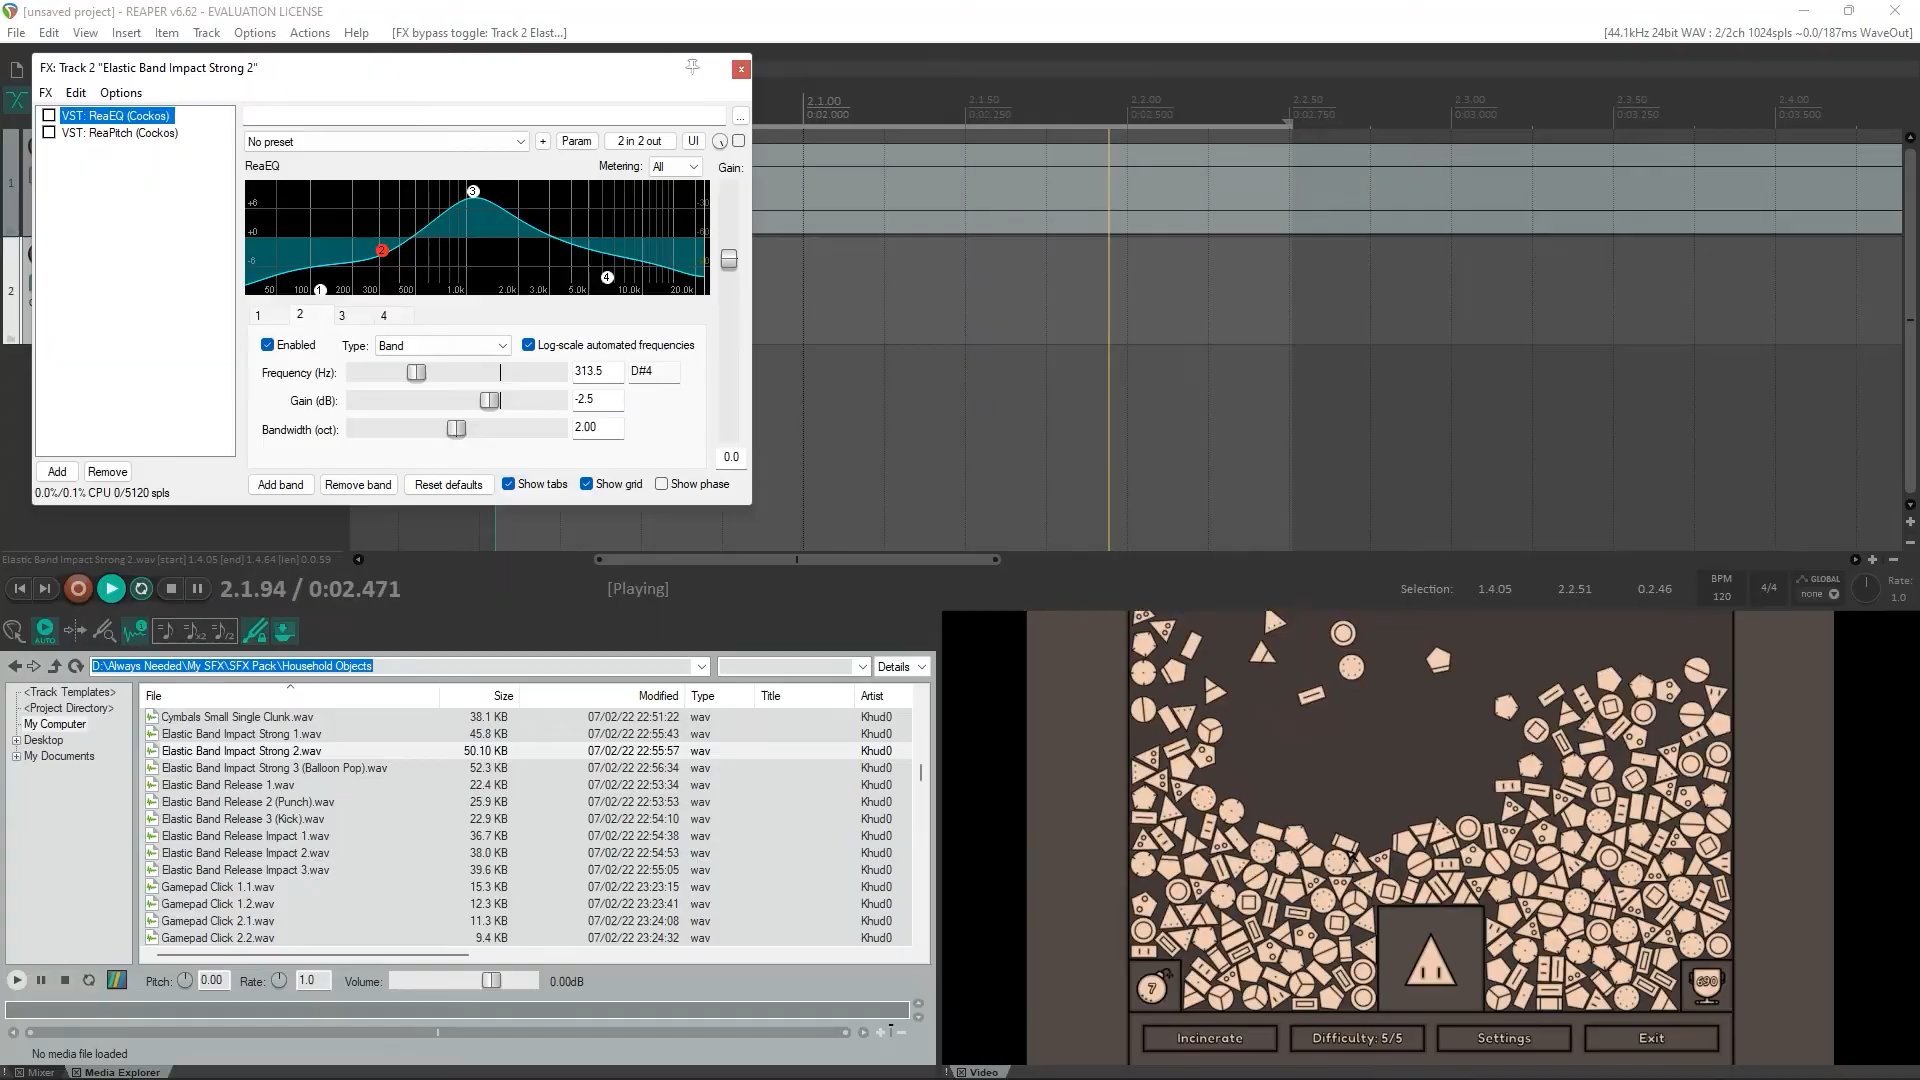 [unsaved project] - REAPER v6.62 - EVALUATION LICENSE
File Edit View Insert Item Track Options Actions Help [FX bypass toggle: Track 2 Elast...] [44.1kHz 24bit WAV : 2/2ch 1024spls ~0.0/187ms WaveOut]
FX: Track 2 "Elastic Band Impact Strong 2"
FX Edit Options
VST: ReaEQ (Cockos)
VST: ReaPitch (Cockos)
No preset + Param 2 in 2 out UI
ReaEQ Metering: All Gain:
+6
+0
-6
-30
-60
1 2 3 4
50 100 200 300 500 1.0k 2.0k 3.0k 5.0k 10.0k 20.0k
1 2 3 4
Enabled Type: Band Log-scale automated frequencies
Frequency (Hz): 313.5 D#4
Gain (dB): -2.5
Bandwidth (oct): 2.00
0.0
Add Remove
Add band Remove band Reset defaults Show tabs Show grid Show phase
0.0%/0.1% CPU 0/5120 spls
2.1.00 2.1.50 2.2.00 2.2.50 2.3.00 2.3.50 2.4.00
0:02.000 0:02.250 0:02.500 0:02.750 0:03.000 0:03.250 0:03.500
1
2
Elastic Band Impact Strong 2.wav [start] 1.4.05 [end] 1.4.64 [len] 0.0.59
2.1.94 / 0:02.471 [Playing] Selection: 1.4.05 2.2.51 0.2.46 BPM 120 4/4 GLOBAL none Rate: 1.0
AUTO
D:\Always Needed\My SFX\SFX Pack\Household Objects Details
<Track Templates>
<Project Directory>
My Computer
Desktop
My Documents
File Size Modified Type Title Artist
Cymbals Small Single Clunk.wav 38.1 KB 07/02/22 22:51:22 wav Khud0
Elastic Band Impact Strong 1.wav 45.8 KB 07/02/22 22:55:43 wav Khud0
Elastic Band Impact Strong 2.wav 50.10 KB 07/02/22 22:55:57 wav Khud0
Elastic Band Impact Strong 3 (Balloon Pop).wav 52.3 KB 07/02/22 22:56:34 wav Khud0
Elastic Band Release 1.wav 22.4 KB 07/02/22 22:53:34 wav Khud0
Elastic Band Release 2 (Punch).wav 25.9 KB 07/02/22 22:53:53 wav Khud0
Elastic Band Release 3 (Kick).wav 22.9 KB 07/02/22 22:54:10 wav Khud0
Elastic Band Release Impact 1.wav 36.7 KB 07/02/22 22:54:38 wav Khud0
Elastic Band Release Impact 2.wav 38.0 KB 07/02/22 22:54:53 wav Khud0
Elastic Band Release Impact 3.wav 39.6 KB 07/02/22 22:55:05 wav Khud0
Gamepad Click 1.1.wav 15.3 KB 07/02/22 23:23:15 wav Khud0
Gamepad Click 1.2.wav 12.3 KB 07/02/22 23:23:41 wav Khud0
Gamepad Click 2.1.wav 11.3 KB 07/02/22 23:24:08 wav Khud0
Gamepad Click 2.2.wav 9.4 KB 07/02/22 23:24:32 wav Khud0
Pitch: 0.00 Rate: 1.0 Volume: 0.00dB
No media file loaded
! Mixer Media Explorer
7
690
Incinerate Difficulty: 5/5 Settings Exit
! Video